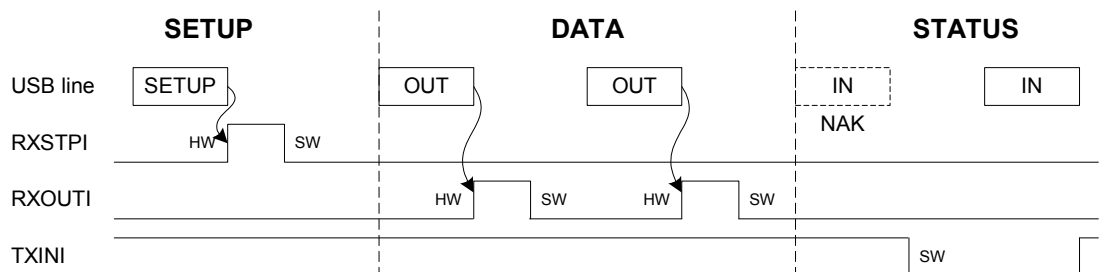 SETUP DATA STATUS
USB line SETUP OUT OUT IN IN
NAK
RXSTPI HW SW
RXOUTI HW SW HW SW
TXINI SW